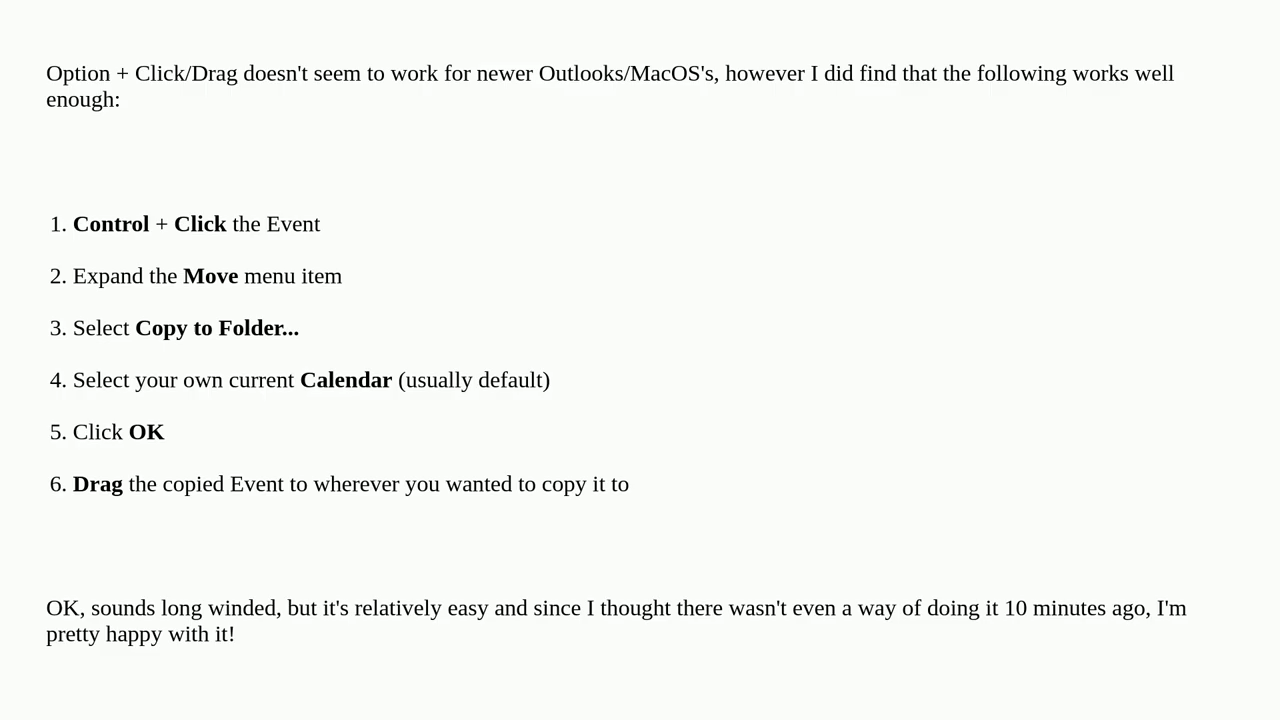 Option + Click/Drag doesn't seem to work for newer Outlooks/MacOS's, however I did find that the following works well
enough:
1. Control + Click the Event
2. Expand the Move menu item
3. Select Copy to Folder...
4. Select your own current Calendar (usually default)
5. Click OK
6. Drag the copied Event to wherever you wanted to copy it to
OK, sounds long winded, but it's relatively easy and since I thought there wasn't even a way of doing it 10 minutes ago, I'm
pretty happy with it!